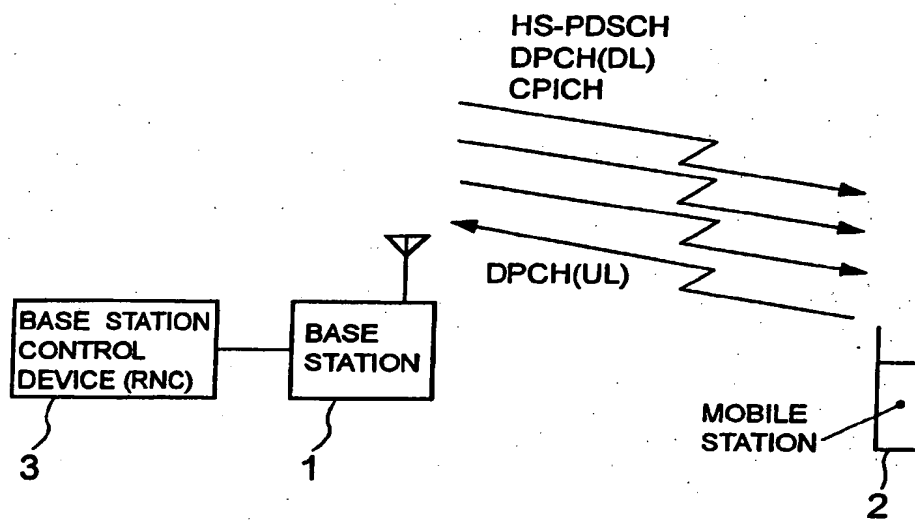 HS-PDSCH
DPCH(DL)
CPICH
DPCH(UL)
BASE STATION
CONTROL
DEVICE (RNC)
BASE
STATION
MOBILE
STATION
3
1
2